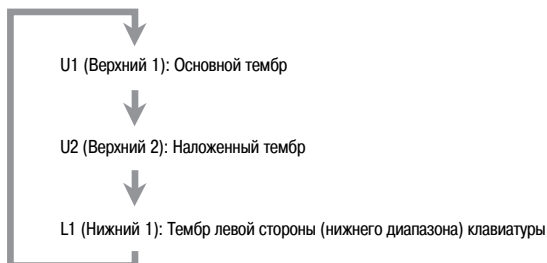 U1 (Верхний 1): Основной тембр
U2 (Верхний 2): Наложенный тембр
L1 (Нижний 1): Тембр левой стороны (нижнего диапазона) клавиатуры